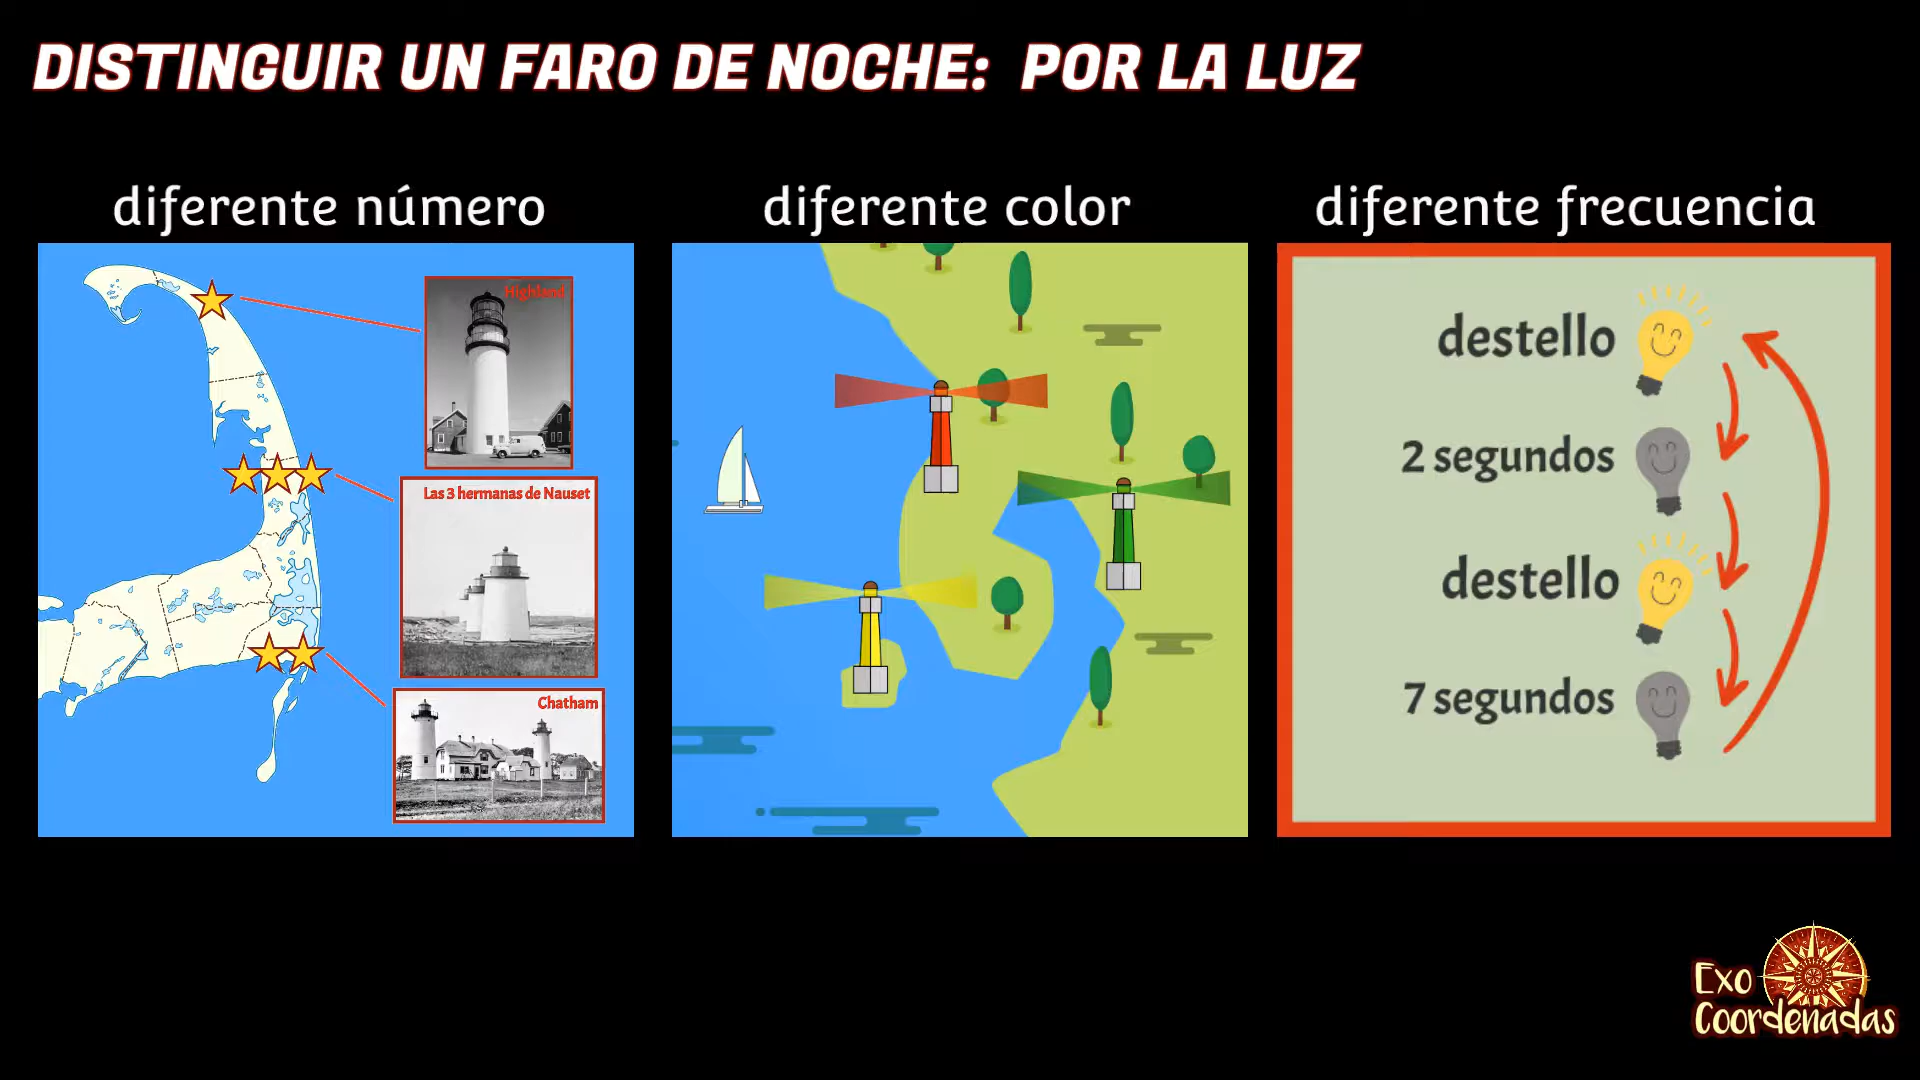 DISTINGUIR UN FARO DE NOCHE: POR LA LUZ
diferente número
diferente color
diferente frecuencia
Highland
Las 3 hermanas de Nauset
Chatham
destello
2 segundos
destello
7 segundos
Exo
Coordenadas